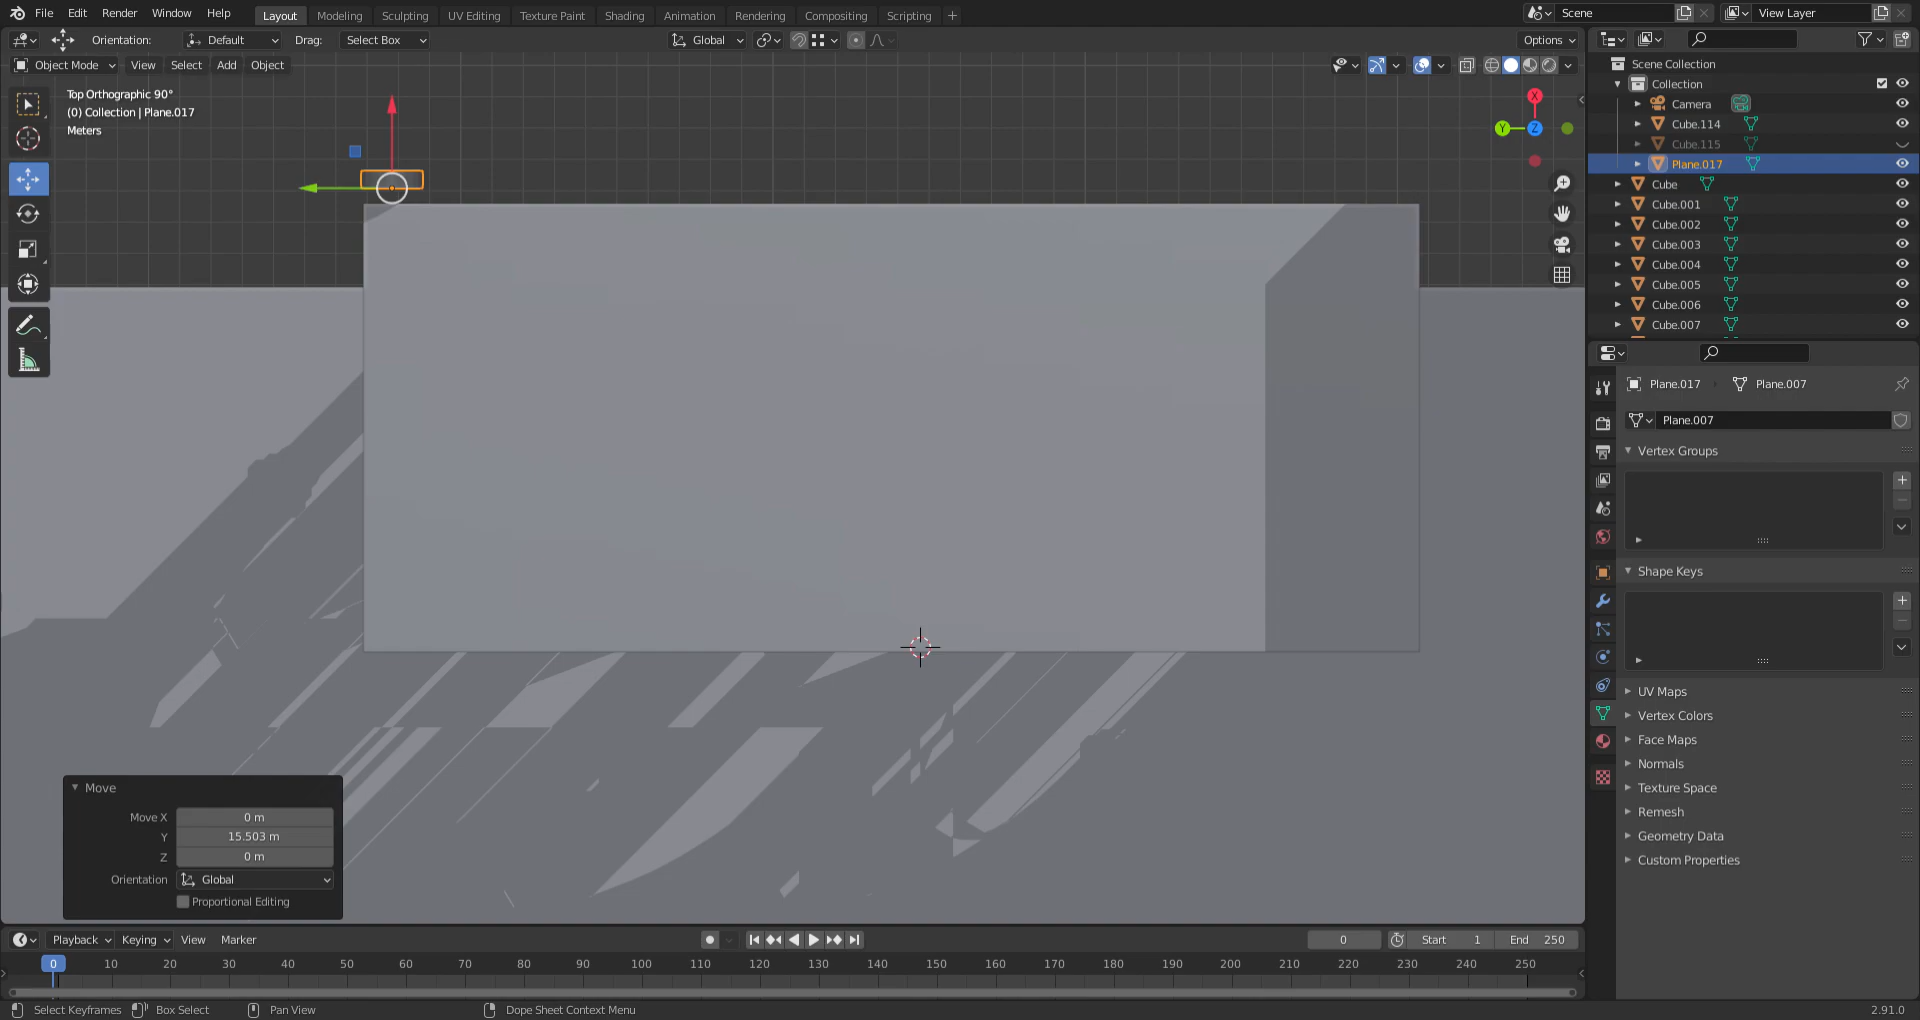 File Edit Render Window Help Layout Modeling Sculpting UV Editing Texture Paint Shading Animation Rendering Compositing Scripting + Scene View Layer
Orientation: Default Drag: Select Box Global Options
Object Mode View Select Add Object
Top Orthographic 90°
(0) Collection | Plane.017
Meters
X
Y
Z
Scene Collection
Collection
Camera
Cube.114
Cube.115
Plane.017
Cube
Cube.001
Cube.002
Cube.003
Cube.004
Cube.005
Cube.006
Cube.007
Plane.017 Plane.007
Plane.007
Vertex Groups
Shape Keys
UV Maps
Vertex Colors
Face Maps
Normals
Texture Space
Remesh
Geometry Data
Custom Properties
Move
Move X 0 m
Y 15.503 m
Z 0 m
Orientation Global
Proportional Editing
Playback Keying View Marker 0 Start 1 End 250
0 10 20 30 40 50 60 70 80 90 100 110 120 130 140 150 160 170 180 190 200 210 220 230 240 250
Select Keyframes Box Select Pan View Dope Sheet Context Menu 2.91.0